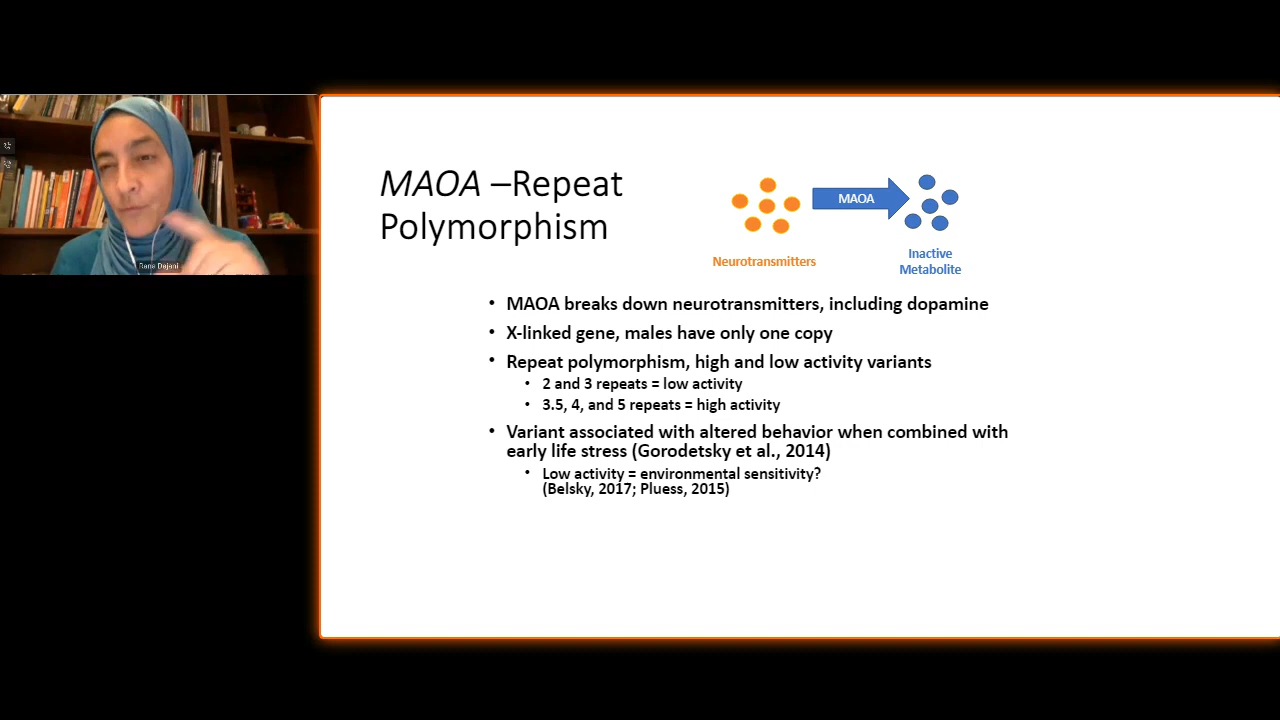 Rana Dajani
MAOA –Repeat
Polymorphism
MAOA
Neurotransmitters
Inactive
Metabolite
• MAOA breaks down neurotransmitters, including dopamine
• X-linked gene, males have only one copy
• Repeat polymorphism, high and low activity variants
• 2 and 3 repeats = low activity
• 3.5, 4, and 5 repeats = high activity
• Variant associated with altered behavior when combined with
early life stress (Gorodetsky et al., 2014)
• Low activity = environmental sensitivity?
(Belsky, 2017; Pluess, 2015)